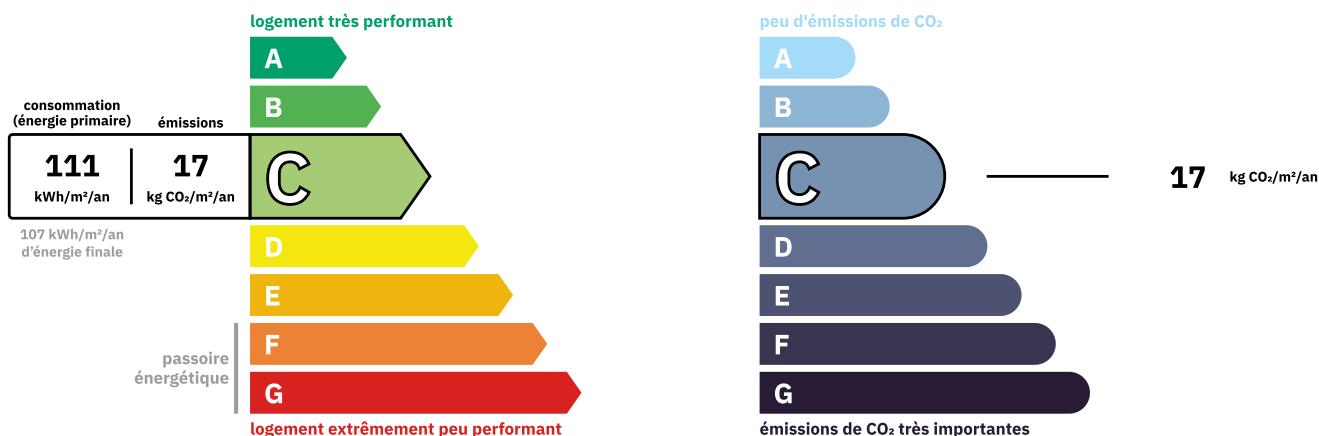 logement très performant
A
B
consommation
(énergie primaire)
émissions
111
kWh/m²/an
17
kg CO₂/m²/an
C
107 kWh/m²/an
d'énergie finale
D
E
F
passoire
énergétique
G
logement extrêmement peu performant
peu d'émissions de CO₂
A
B
C
17 kg CO₂/m²/an
D
E
F
G
émissions de CO₂ très importantes